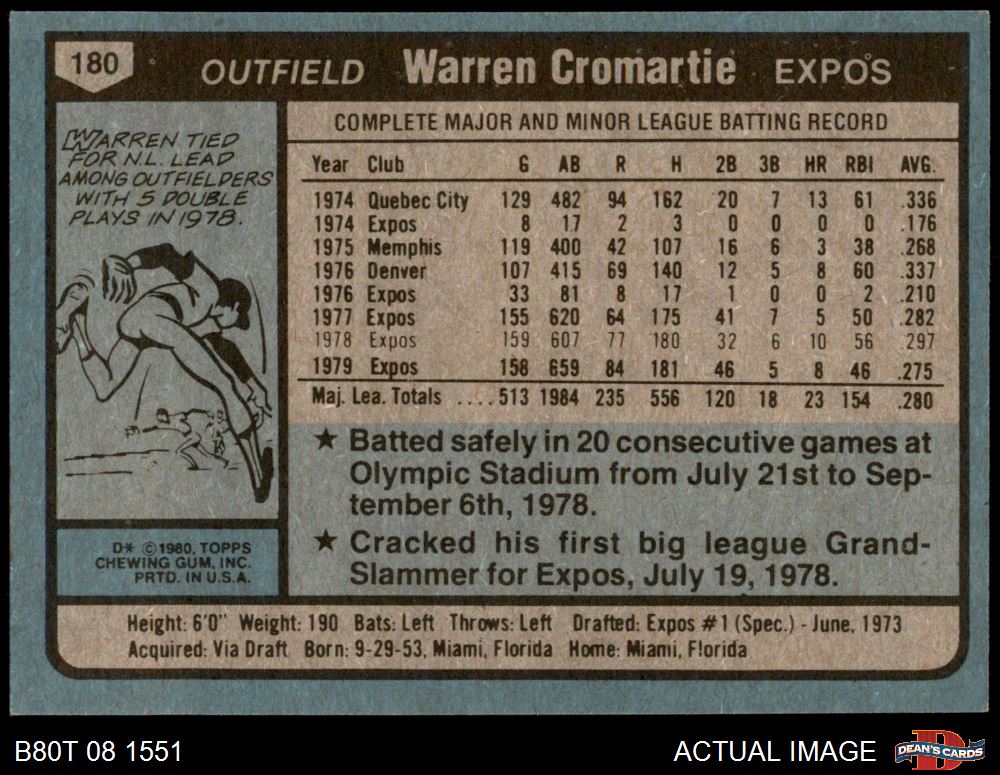 180 OUTFIELD Warren Cromartie EXPOS
WARREN TIED
FOR N.L. LEAD
AMONG OUTFIELDERS
WITH 5 DOUBLE
PLAYS IN 1978.
D* ©1980, TOPPS
CHEWING GUM, INC.
PRTD. IN U.S.A.
COMPLETE MAJOR AND MINOR LEAGUE BATTING RECORD
Year Club G AB R H 2B 3B HR RBI AVG.
1974 Quebec City 129 482 94 162 20 7 13 61 .336
1974 Expos 8 17 2 3 0 0 0 0 .176
1975 Memphis 119 400 42 107 16 6 3 38 .268
1976 Denver 107 415 69 140 12 5 8 60 .337
1976 Expos 33 81 8 17 1 0 0 2 .210
1977 Expos 155 620 64 175 41 7 5 50 .282
1978 Expos 159 607 77 180 32 6 10 56 .297
1979 Expos 158 659 84 181 46 5 8 46 .275
Maj. Lea. Totals ....513 1984 235 556 120 18 23 154 .280
★ Batted safely in 20 consecutive games at
Olympic Stadium from July 21st to Sep-
tember 6th, 1978.
★ Cracked his first big league Grand-
Slammer for Expos, July 19, 1978.
Height: 6'0" Weight: 190 Bats: Left Throws: Left Drafted: Expos #1 (Spec.) - June, 1973
Acquired: Via Draft Born: 9-29-53, Miami, Florida Home: Miami, Florida
B80T 08 1551 ACTUAL IMAGE DEAN'S CARDS